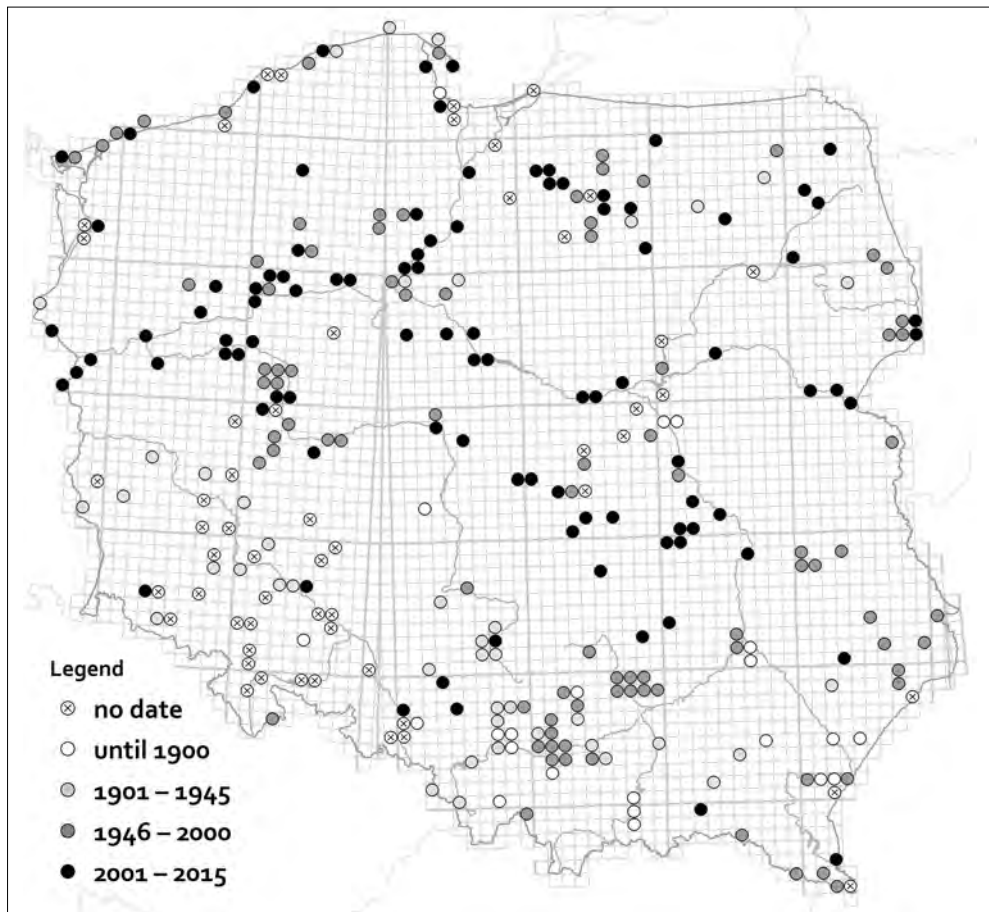 Legend
no date
until 1900
1901 – 1945
1946 – 2000
2001 – 2015